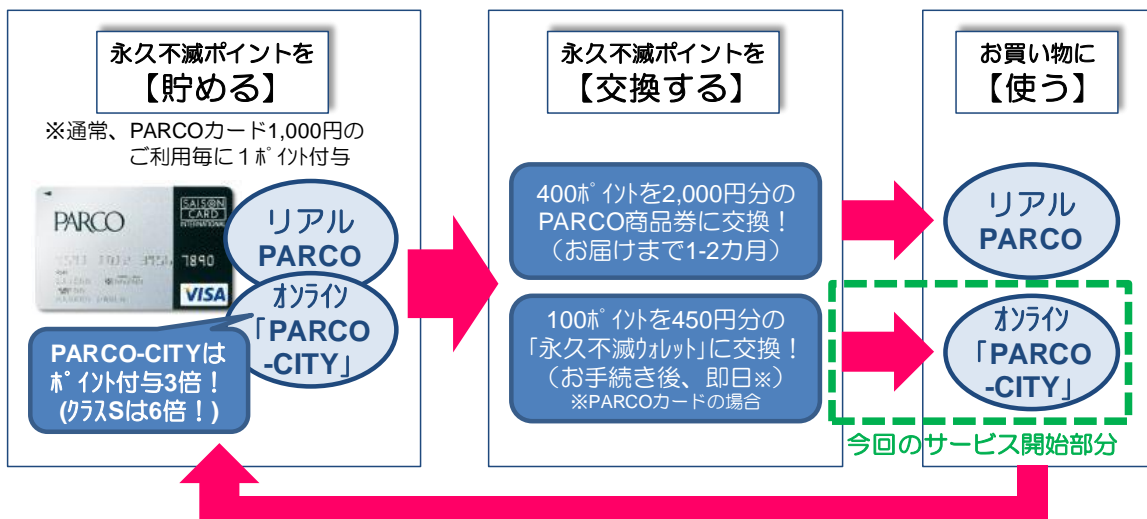 永久不滅ポイントを
【貯める】
※通常、PARCOカード1,000円の
ご利用毎に１ﾎﾟｲﾝﾄ付与
PARCO
SAISON
CARD
INTERNATIONAL
7890
VISA
リアル
PARCO
ｵﾝﾗｲﾝ
「PARCO
-CITY」
PARCO-CITYは
ﾎﾟｲﾝﾄ付与3倍！
(ｸﾗｽSは6倍！)
永久不滅ポイントを
【交換する】
400ﾎﾟｲﾝﾄを2,000円分の
PARCO商品券に交換！
（お届けまで1-2カ月）
100ﾎﾟｲﾝﾄを450円分の
「永久不滅ｳｫﾚｯﾄ」に交換！
（お手続き後、即日※）
※PARCOカードの場合
お買い物に
【使う】
リアル
PARCO
ｵﾝﾗｲﾝ
「PARCO
-CITY」
今回のサービス開始部分